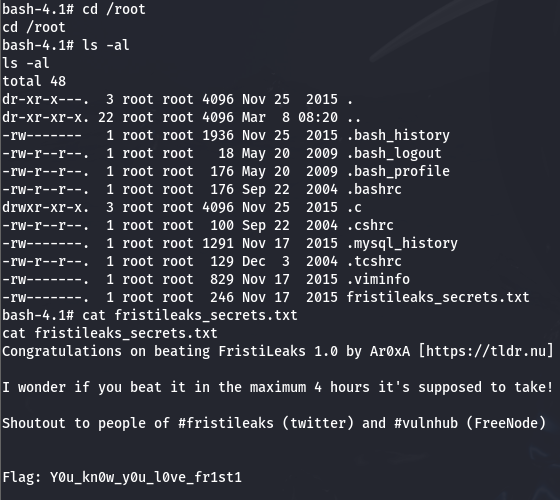 bash-4.1# cd /root
cd /root
bash-4.1# ls -al
ls -al
total 48
dr-xr-x---.  3 root root 4096 Nov 25  2015 .
dr-xr-xr-x. 22 root root 4096 Mar  8 08:20 ..
-rw-------   1 root root 1936 Nov 25  2015 .bash_history
-rw-r--r--.  1 root root   18 May 20  2009 .bash_logout
-rw-r--r--.  1 root root  176 May 20  2009 .bash_profile
-rw-r--r--.  1 root root  176 Sep 22  2004 .bashrc
drwxr-xr-x.  3 root root 4096 Nov 25  2015 .c
-rw-r--r--.  1 root root  100 Sep 22  2004 .cshrc
-rw-------.  1 root root 1291 Nov 17  2015 .mysql_history
-rw-r--r--.  1 root root  129 Dec  3  2004 .tcshrc
-rw-------.  1 root root  829 Nov 17  2015 .viminfo
-rw-------.  1 root root  246 Nov 17  2015 fristileaks_secrets.txt
bash-4.1# cat fristileaks_secrets.txt
cat fristileaks_secrets.txt
Congratulations on beating FristiLeaks 1.0 by Ar0xA [https://tldr.nu]
I wonder if you beat it in the maximum 4 hours it's supposed to take!
Shoutout to people of #fristileaks (twitter) and #vulnhub (FreeNode)
Flag: Y0u_kn0w_y0u_l0ve_fr1st1